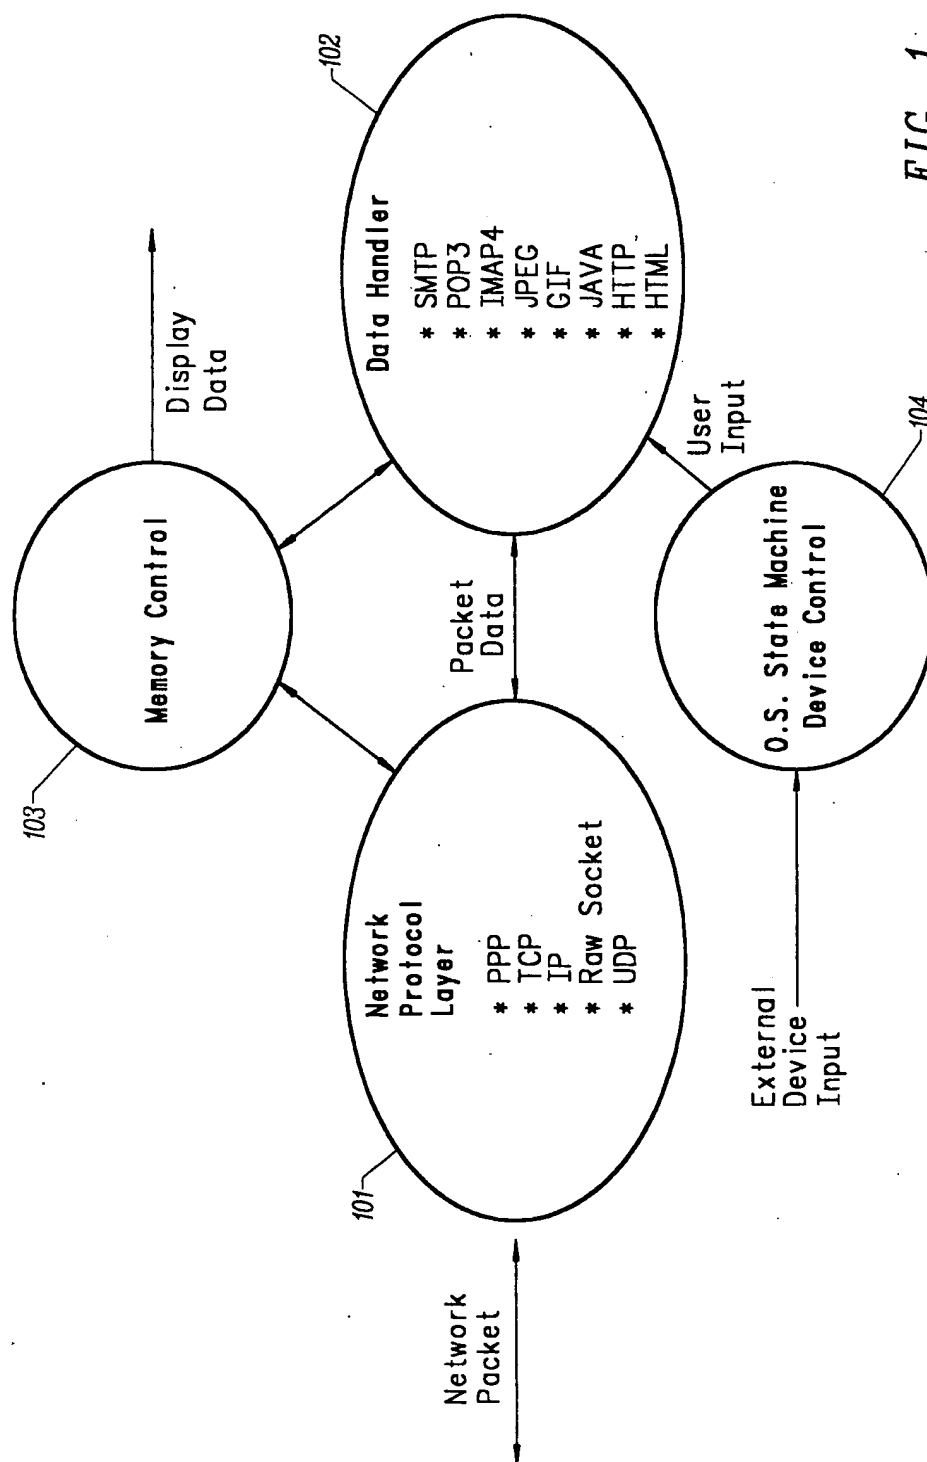 103
Memory Control
Display
Data
102
Data Handler
* SMTP
* POP3
* IMAP4
* JPEG
* GIF
* JAVA
* HTTP
* HTML
101
Network
Protocol
Layer
* PPP
* TCP
* IP
* Raw Socket
* UDP
Network
Packet
Packet
Data
User
Input
External
Device
Input
O.S. State Machine
Device Control
104
FIG. 1